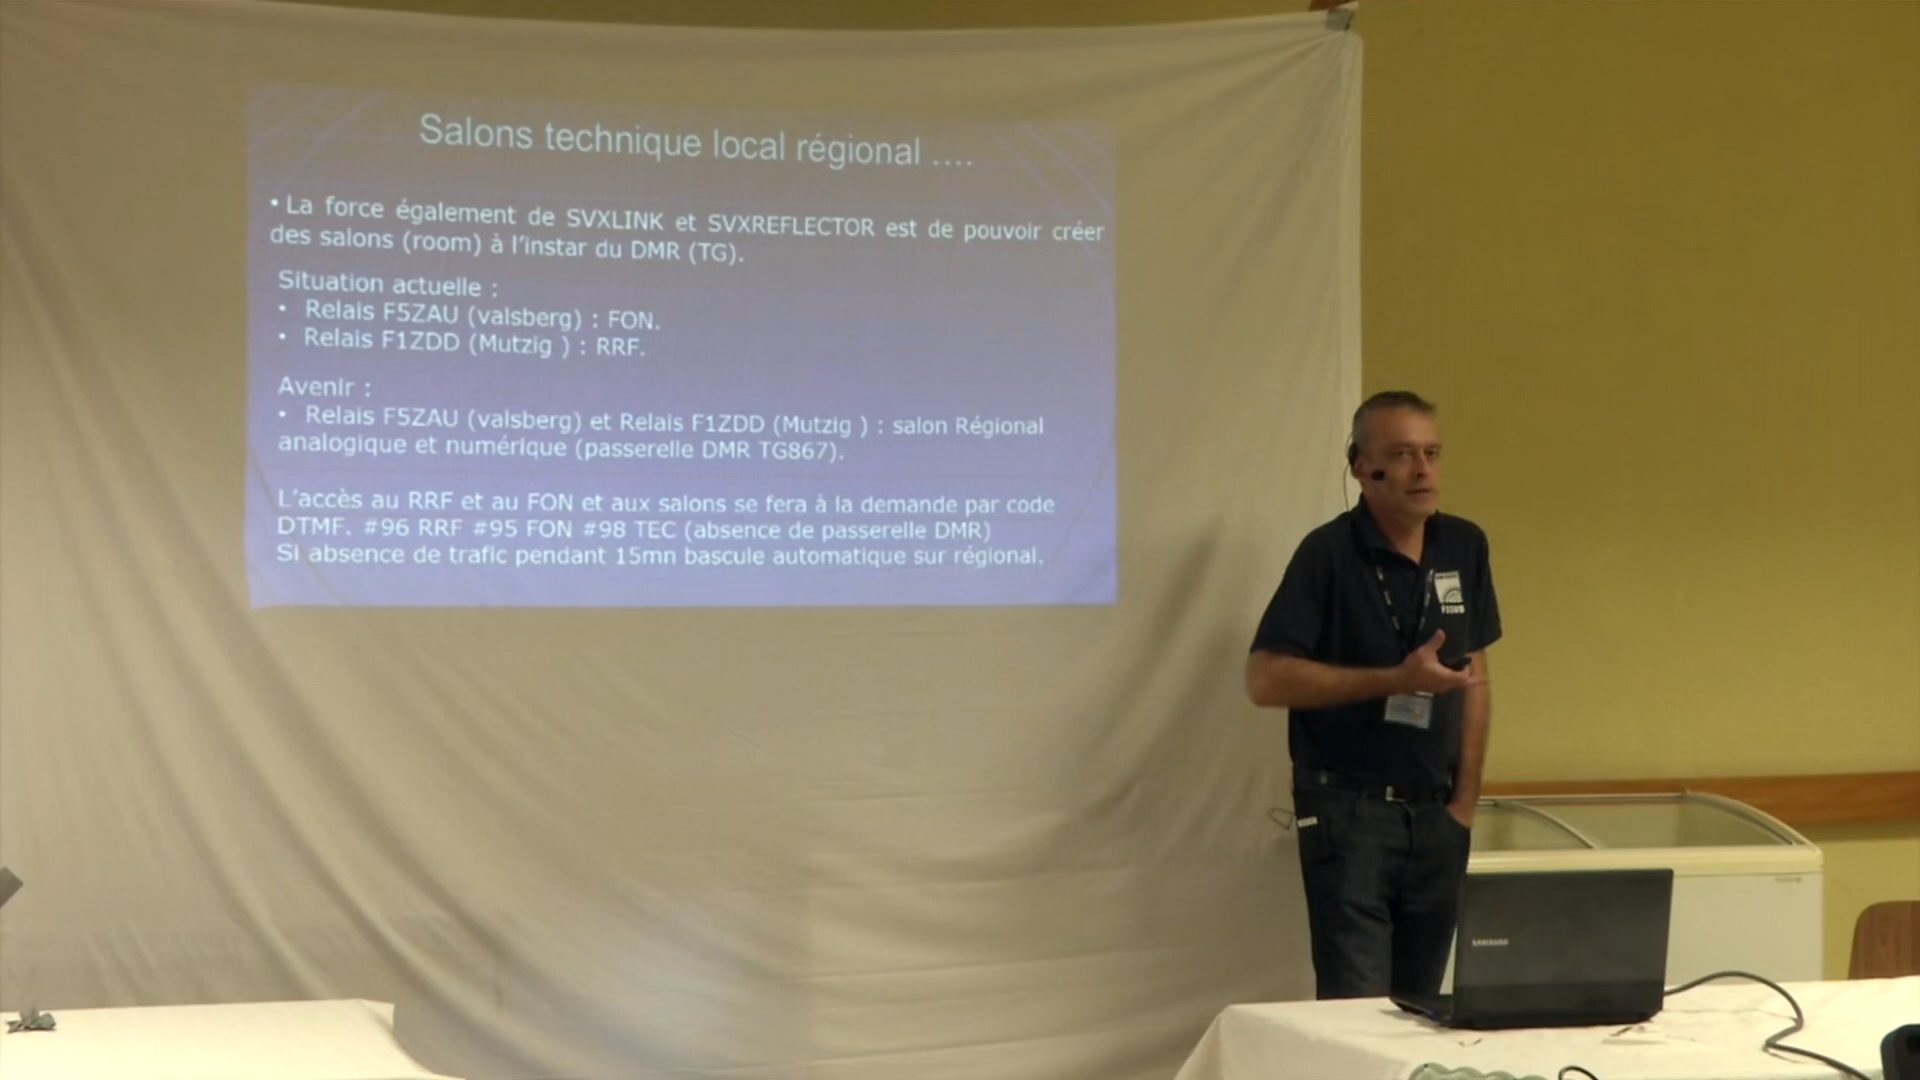 Salons technique local régional ....
• La force également de SVXLINK et SVXREFLECTOR est de pouvoir créer
des salons (room) à l'instar du DMR (TG).
Situation actuelle :
• Relais F5ZAU (valsberg) : FON.
• Relais F1ZDD (Mutzig ) : RRF.
Avenir :
• Relais F5ZAU (valsberg) et Relais F1ZDD (Mutzig ) : salon Régional
analogique et numérique (passerelle DMR TG867).
L'accès au RRF et au FON et aux salons se fera à la demande par code
DTMF. #96 RRF #95 FON #98 TEC (absence de passerelle DMR)
Si absence de trafic pendant 15mn bascule automatique sur régional.
SAMSUNG